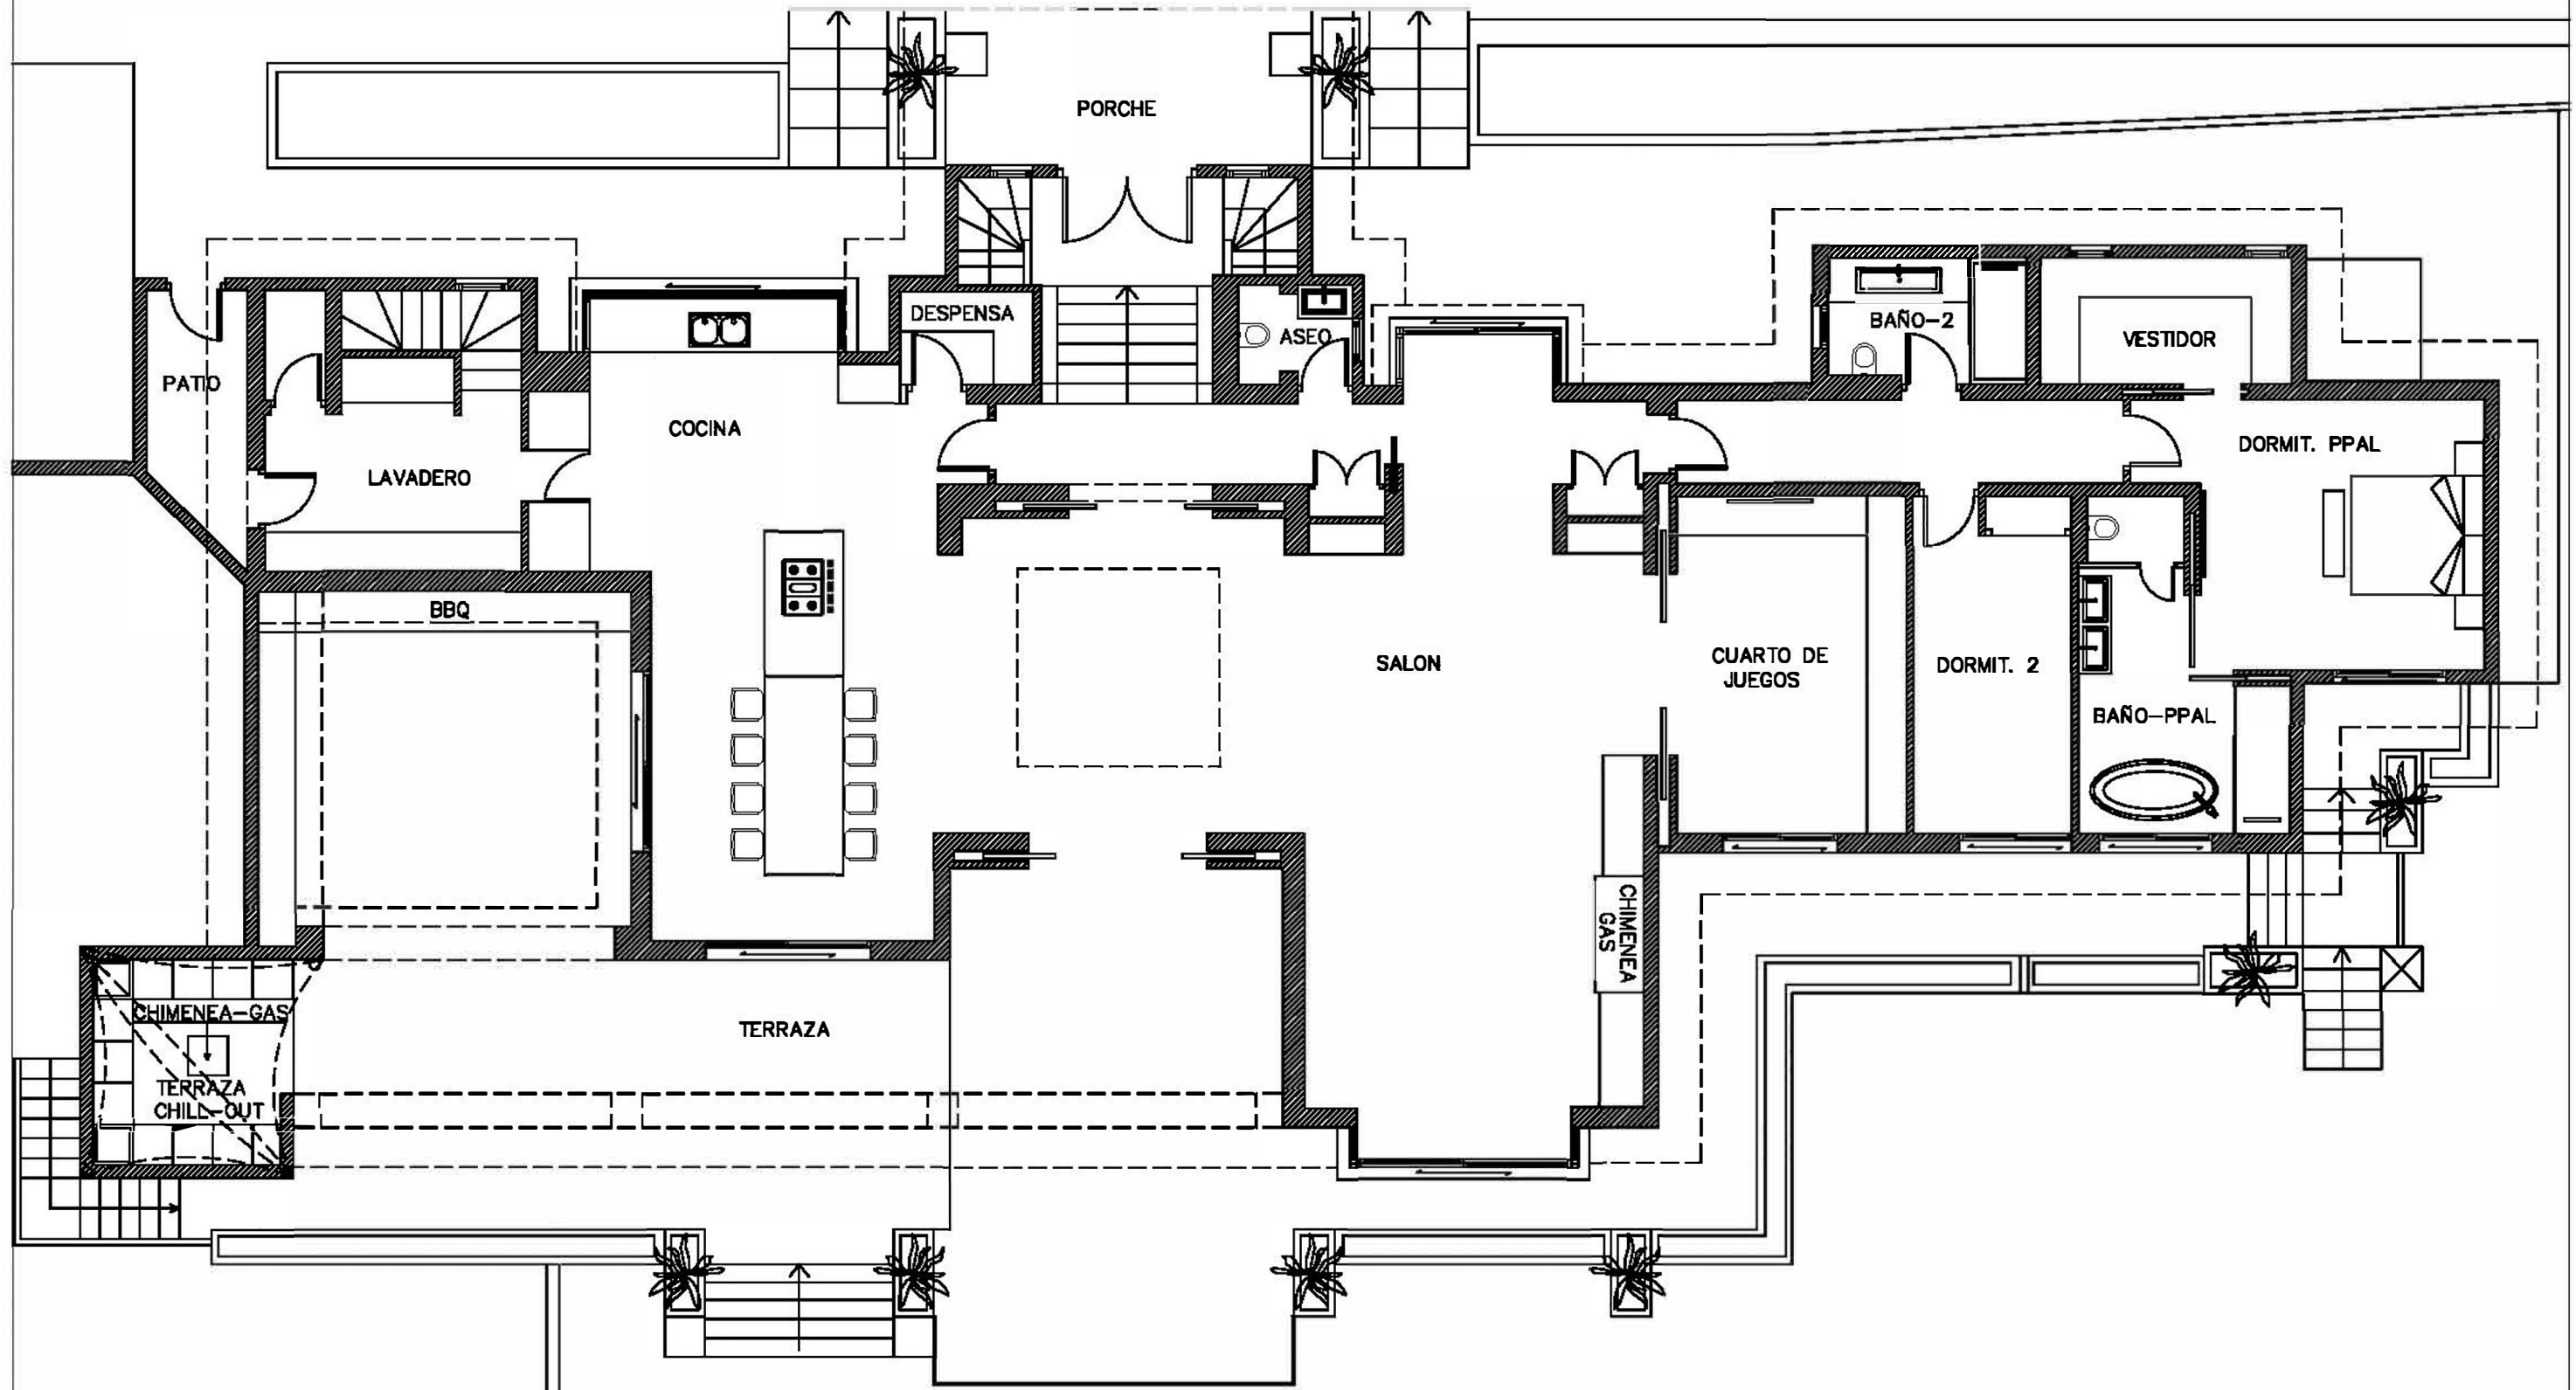 PORCHE
DESPENSA
ASEO
BAÑO-2
VESTIDOR
PATIO
COCINA
DORMIT. PPAL
LAVADERO
BBQ
SALON
CUARTO DE
JUEGOS
DORMIT. 2
BAÑO-PPAL
CHIMENEA
GAS
CHIMENEA-GAS
TERRAZA
TERRAZA
CHILL-OUT